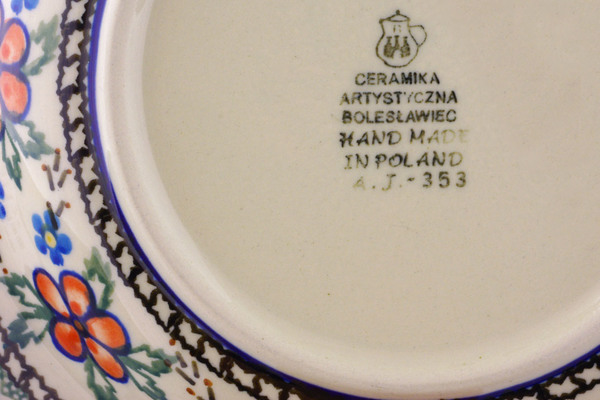 CERAMIKA
ARTYSTYCZNA
BOLESŁAWIEC
HAND MADE
IN POLAND
A.J.-353